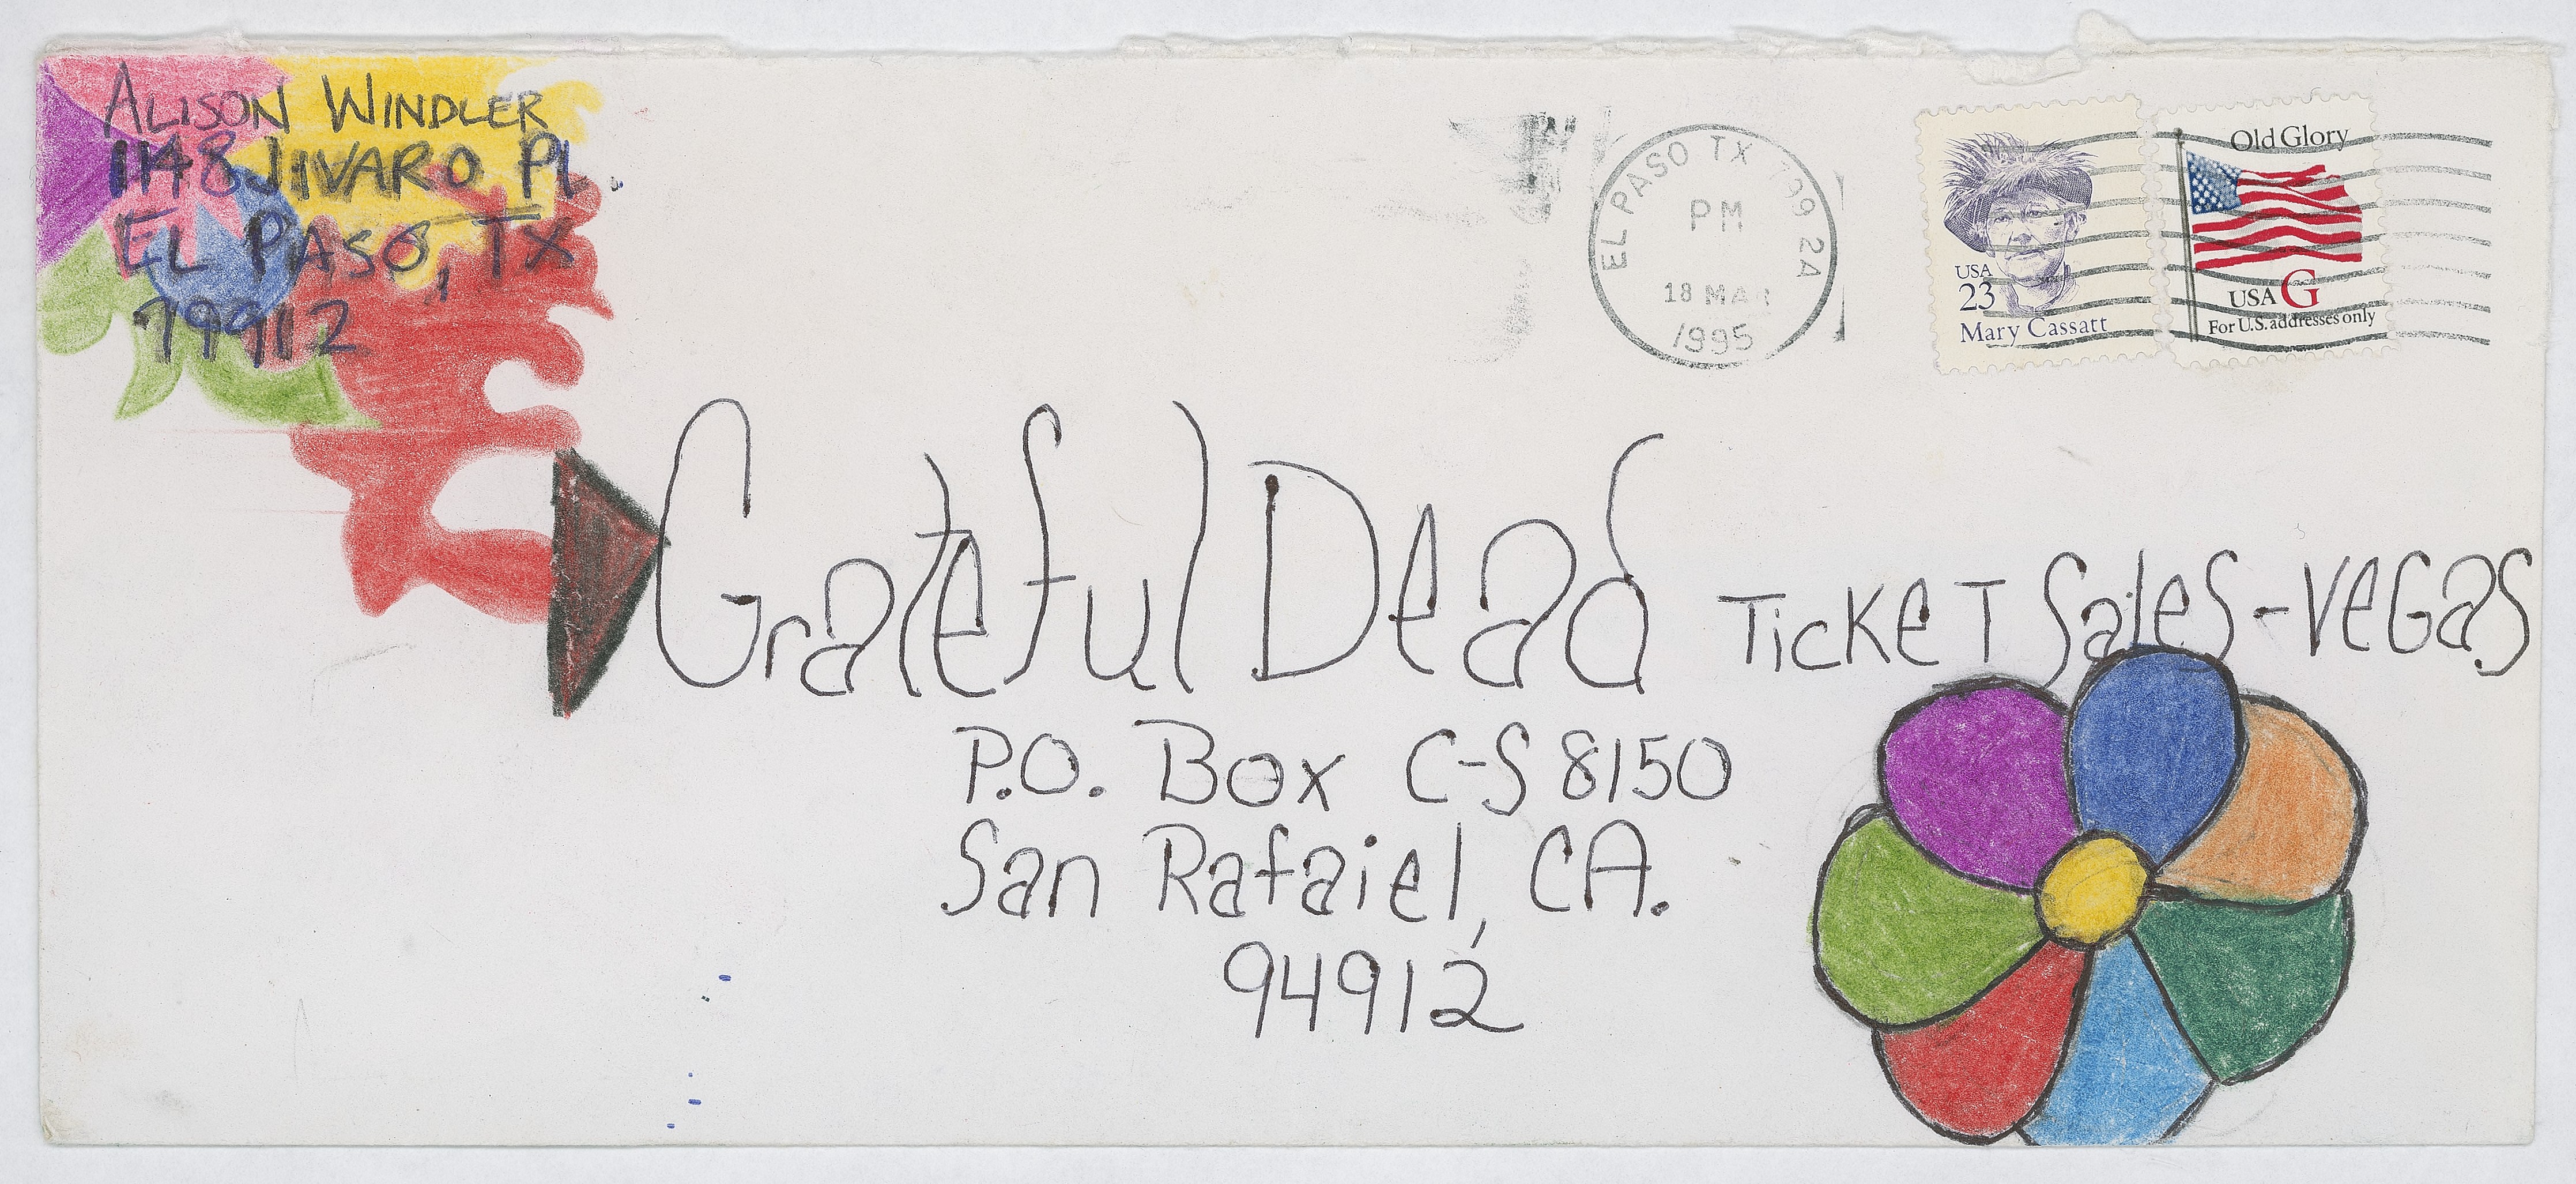 ALISON WINDLER
1148 JIVARO Pl.
EL PASO, TX
79912
EL PASO TX 799 2A
PM
18 MAR
1995
USA
23
Mary Cassatt
Old Glory
USA G
For U.S. addresses only
Grateful Dead TickeT Sales-VeGas
P.O. Box C-S 8150
San Rafaiel, CA.
94912